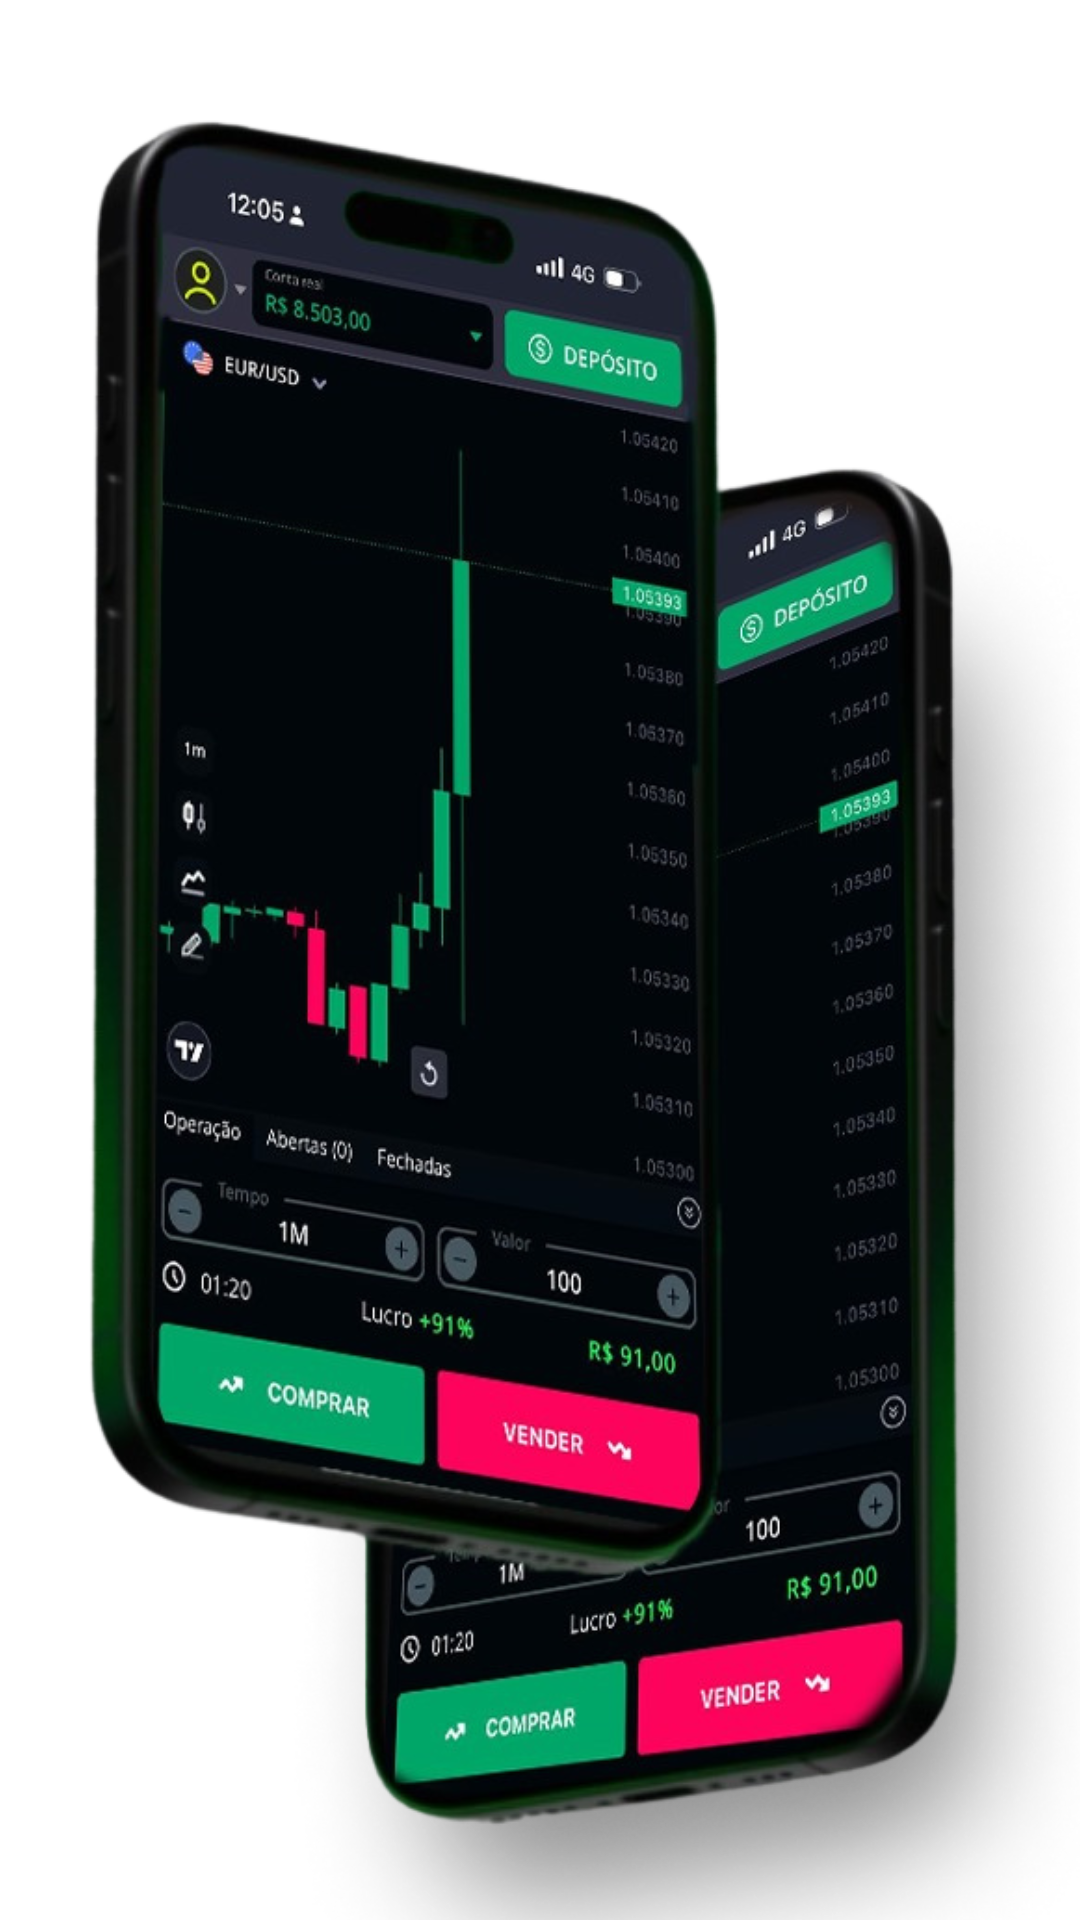 12:05
4G
Conta real
R$ 8.503,00
DEPÓSITO
EUR/USD
1.05420
1.05410
1.05400
1.05393
1.05390
1.05380
1.05370
1.05360
1.05350
1.05340
1.05330
1.05320
1.05310
1.05300
1m
Operação Abertas (0) Fechadas
Tempo
1M
Valor
100
01:20
Lucro +91%
R$ 91,00
COMPRAR
VENDER
4G
DEPÓSITO
1.05420
1.05410
1.05400
1.05393
1.05390
1.05380
1.05370
1.05360
1.05350
1.05340
1.05330
1.05320
1.05310
1.05300
1M
100
01:20
Lucro +91%
R$ 91,00
COMPRAR
VENDER